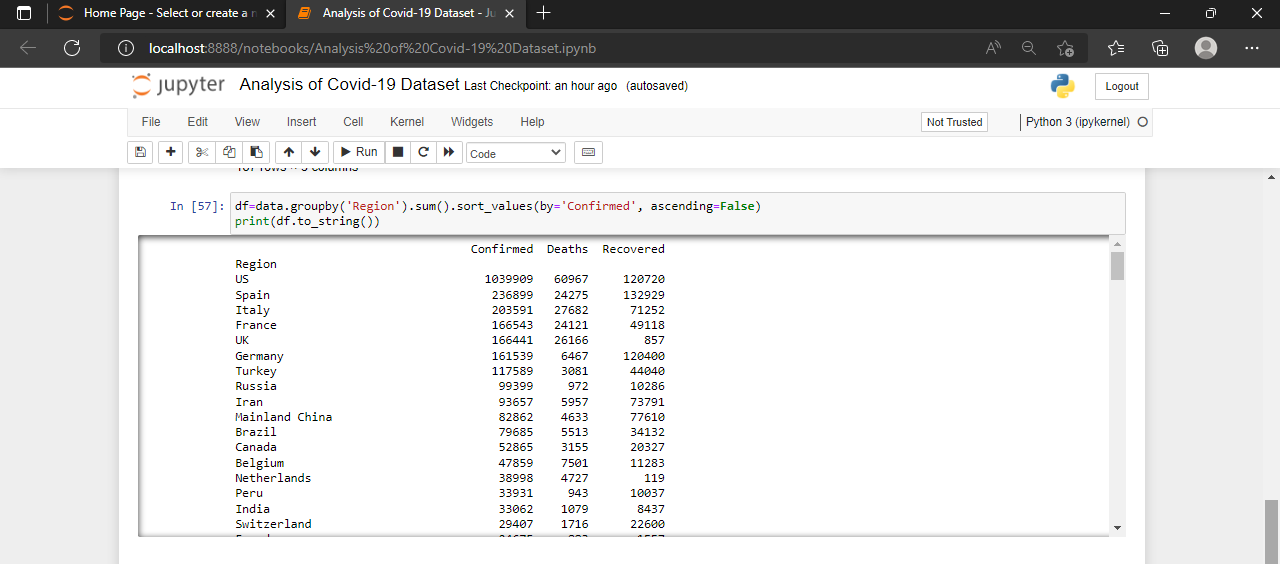 Home Page - Select or create a n
Analysis of Covid-19 Dataset - Ju
localhost:8888/notebooks/Analysis%20of%20Covid-19%20Dataset.ipynb
jupyter Analysis of Covid-19 Dataset Last Checkpoint: an hour ago (autosaved)
Logout
File Edit View Insert Cell Kernel Widgets Help
Not Trusted
Python 3 (ipykernel)
Run
Code
In [57]: df=data.groupby('Region').sum().sort_values(by='Confirmed', ascending=False)
print(df.to_string())
Confirmed Deaths Recovered
Region
US 1039909 60967 120720
Spain 236899 24275 132929
Italy 203591 27682 71252
France 166543 24121 49118
UK 166441 26166 857
Germany 161539 6467 120400
Turkey 117589 3081 44040
Russia 99399 972 10286
Iran 93657 5957 73791
Mainland China 82862 4633 77610
Brazil 79685 5513 34132
Canada 52865 3155 20327
Belgium 47859 7501 11283
Netherlands 38998 4727 119
Peru 33931 943 10037
India 33062 1079 8437
Switzerland 29407 1716 22600